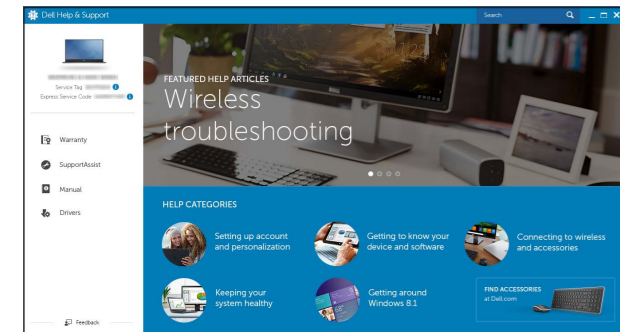 Dell Help & Support
Search
Service Tag
Express Service Code
Warranty
SupportAssist
Manual
Drivers
Feedback
FEATURED HELP ARTICLES
Wireless
troubleshooting
HELP CATEGORIES
Setting up account
and personalization
Getting to know your
device and software
Connecting to wireless
and accessories
Keeping your
system healthy
Getting around
Windows 8.1
FIND ACCESSORIES
at Dell.com